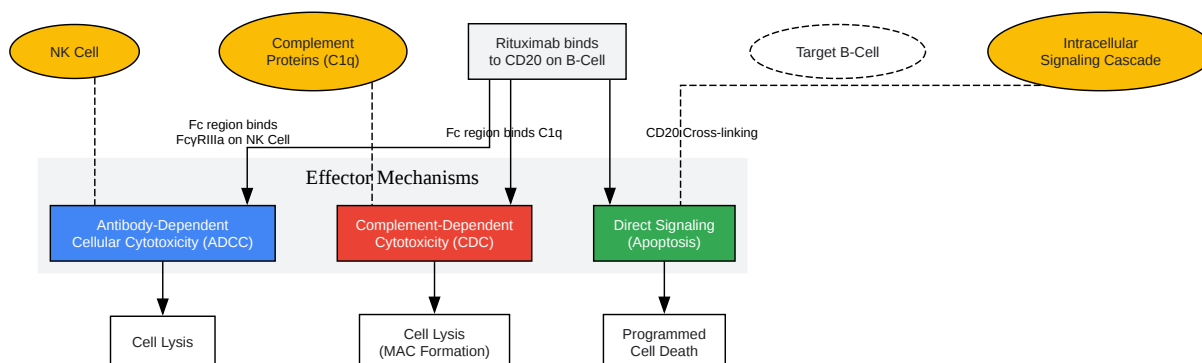 NK Cell
Complement
Proteins (C1q)
Rituximab binds
to CD20 on B-Cell
Target B-Cell
Intracellular
Signaling Cascade
Fc region binds
FcγRIIIa on NK Cell
Fc region binds C1q
CD20 Cross-linking
Effector Mechanisms
Antibody-Dependent
Cellular Cytotoxicity (ADCC)
Complement-Dependent
Cytotoxicity (CDC)
Direct Signaling
(Apoptosis)
Cell Lysis
Cell Lysis
(MAC Formation)
Programmed
Cell Death